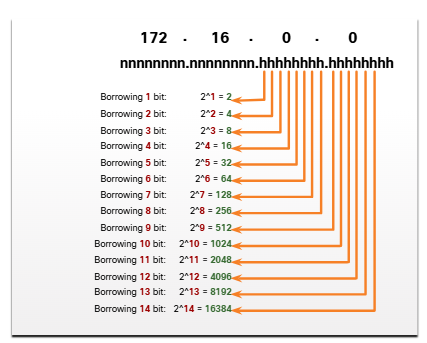 172 . 16 . 0 . 0
nnnnnnnn.nnnnnnnn.hhhhhhhh.hhhhhhhh
Borrowing 1 bit: 2^1 = 2
Borrowing 2 bit: 2^2 = 4
Borrowing 3 bit: 2^3 = 8
Borrowing 4 bit: 2^4 = 16
Borrowing 5 bit: 2^5 = 32
Borrowing 6 bit: 2^6 = 64
Borrowing 7 bit: 2^7 = 128
Borrowing 8 bit: 2^8 = 256
Borrowing 9 bit: 2^9 = 512
Borrowing 10 bit: 2^10 = 1024
Borrowing 11 bit: 2^11 = 2048
Borrowing 12 bit: 2^12 = 4096
Borrowing 13 bit: 2^13 = 8192
Borrowing 14 bit: 2^14 = 16384